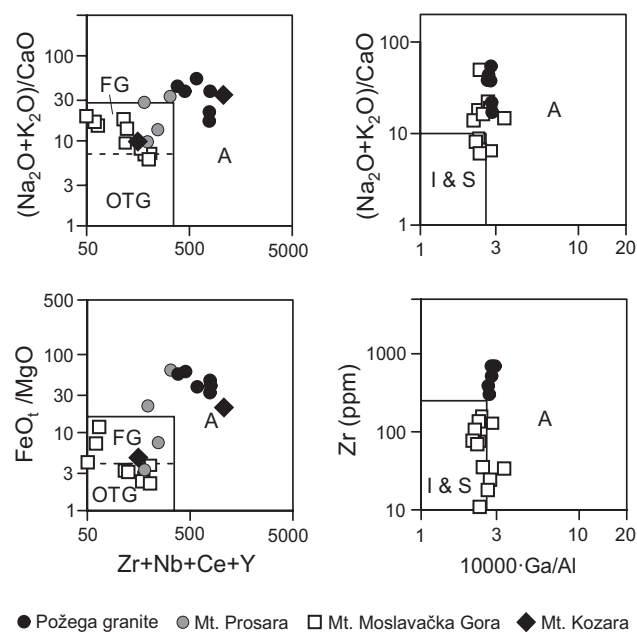 (Na2O+K2O)/CaO
100
30
10
3
1
FG
OTG
A
50
500
5000
(Na2O+K2O)/CaO
100
10
1
I & S
A
1
3
10
20
FeOt /MgO
500
100
30
10
3
1
FG
OTG
A
50
500
5000
Zr+Nb+Ce+Y
Zr (ppm)
1000
100
10
I & S
A
1
3
10
20
10000·Ga/Al
Požega granite Mt. Prosara Mt. Moslavačka Gora Mt. Kozara